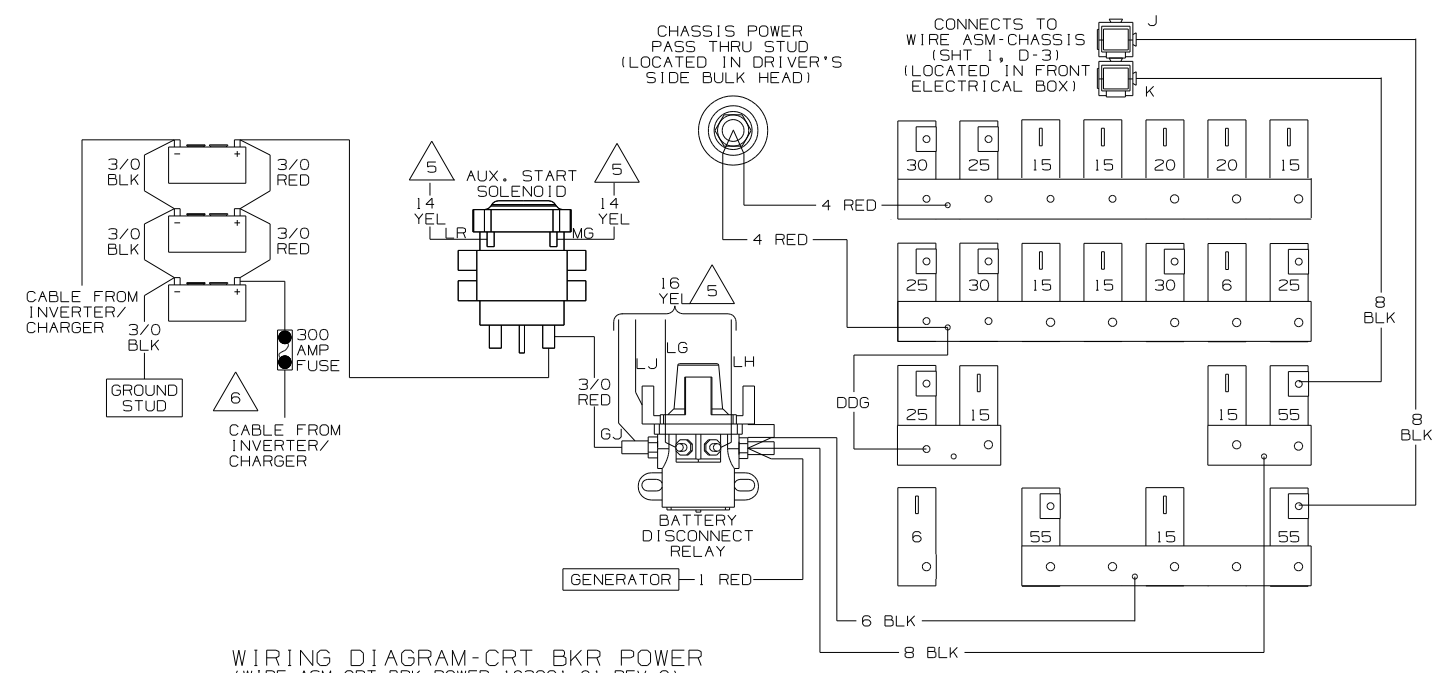 CHASSIS POWER
PASS THRU STUD
(LOCATED IN DRIVER'S
SIDE BULK HEAD)
CONNECTS TO
WIRE ASM-CHASSIS
(SHT 1, D-3)
(LOCATED IN FRONT
ELECTRICAL BOX)
J
K
3/0
BLK
- +
3/0
RED
3/0
BLK
- +
3/0
RED
- +
CABLE FROM
INVERTER/
CHARGER
3/0
BLK
GROUND
STUD
300
AMP
FUSE
6
CABLE FROM
INVERTER/
CHARGER
5
AUX. START
SOLENOID
5
14
YEL
LR
14
YEL
MG
16
YEL
5
LJ
LG
LH
3/0
RED
GJ
BATTERY
DISCONNECT
RELAY
GENERATOR
1 RED
4 RED
4 RED
30 25 15 15 20 20 15
25 30 15 15 30 6 25
DDG
25 15 15 55
6 55 15 55
8
BLK
8
BLK
6 BLK
8 BLK
WIRING DIAGRAM-CRT BKR POWER